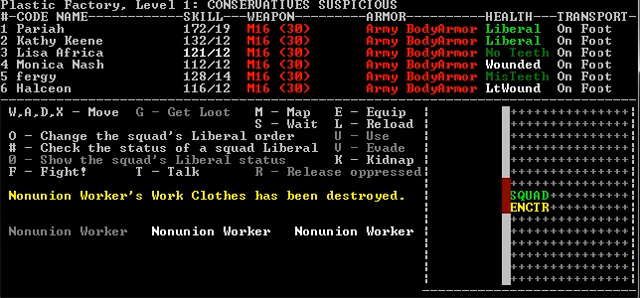 Plastic Factory, Level 1: CONSERVATIVES SUSPICIOUS
#-CODE NAME------------SKILL---WEAPON---------ARMOR----------HEALTH---TRANSPORT-
1 Pariah 172/19 M16 (30) Army BodyArmor Liberal On Foot
2 Kathy Keene 132/12 M16 (30) Army BodyArmor Liberal On Foot
3 Lisa Africa 121/12 M16 (30) Army BodyArmor No Teeth On Foot
4 Monica Nash 112/12 M16 (30) Army BodyArmor Wounded On Foot
5 fergy 128/14 M16 (30) Army BodyArmor MisTeeth On Foot
6 Halceon 116/12 M16 (30) Army BodyArmor LtWound On Foot
W,A,D,X - Move G - Get Loot M - Map E - Equip
S - Wait L - Reload
O - Change the squad's Liberal order U - Use
# - Check the status of a squad Liberal V - Evade
0 - Show the squad's Liberal status K - Kidnap
F - Fight! T - Talk R - Release oppressed
Nonunion Worker's Work Clothes has been destroyed.
SQUAD
ENCTR
Nonunion Worker Nonunion Worker Nonunion Worker